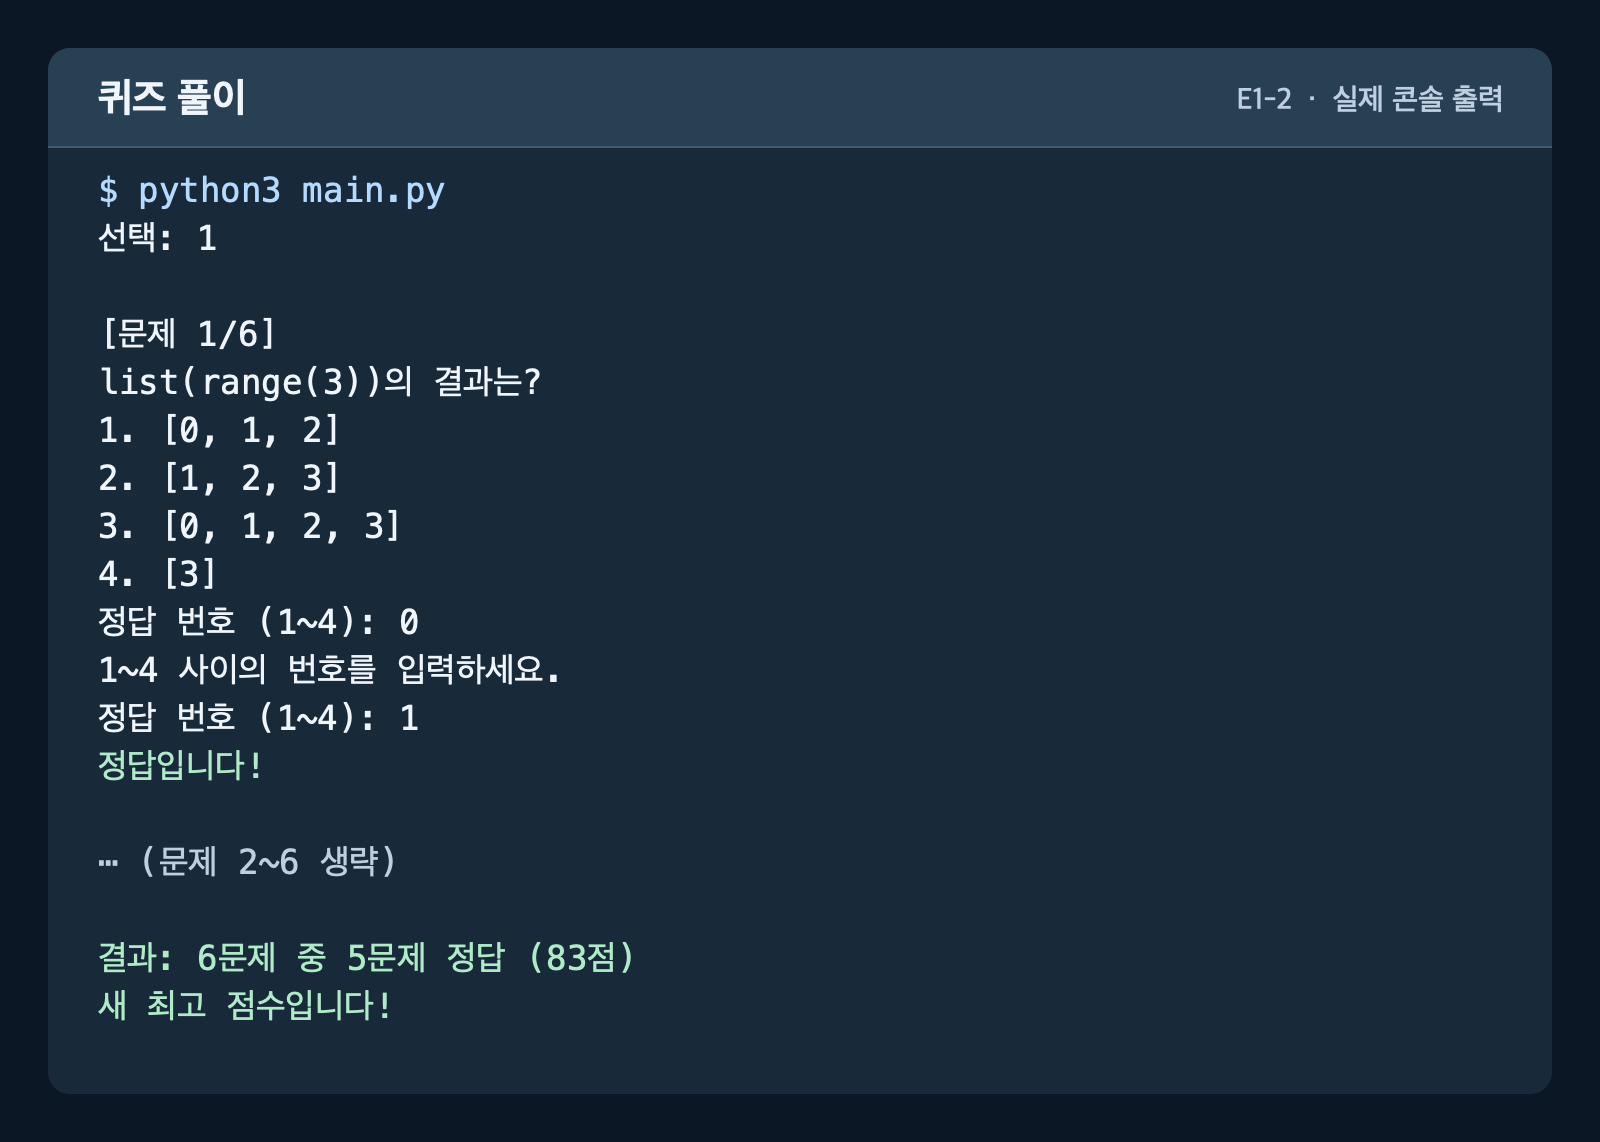 퀴즈 풀이
E1-2 · 실제 콘솔 출력
$ python3 main.py
선택: 1
[문제 1/6]
list(range(3))의 결과는?
1. [0, 1, 2]
2. [1, 2, 3]
3. [0, 1, 2, 3]
4. [3]
정답 번호 (1~4): 0
1~4 사이의 번호를 입력하세요.
정답 번호 (1~4): 1
정답입니다!
… (문제 2~6 생략)
결과: 6문제 중 5문제 정답 (83점)
새 최고 점수입니다!